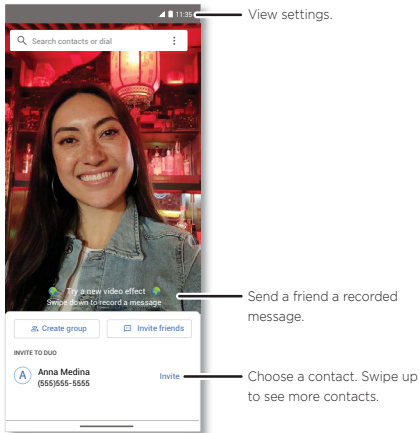 11:35
View settings.
Search contacts or dial
Try a new video effect
Swipe down to record a message
Send a friend a recorded
message.
Create group
Invite friends
INVITE TO DUO
A
Anna Medina
(555)555-5555
Invite
Choose a contact. Swipe up
to see more contacts.